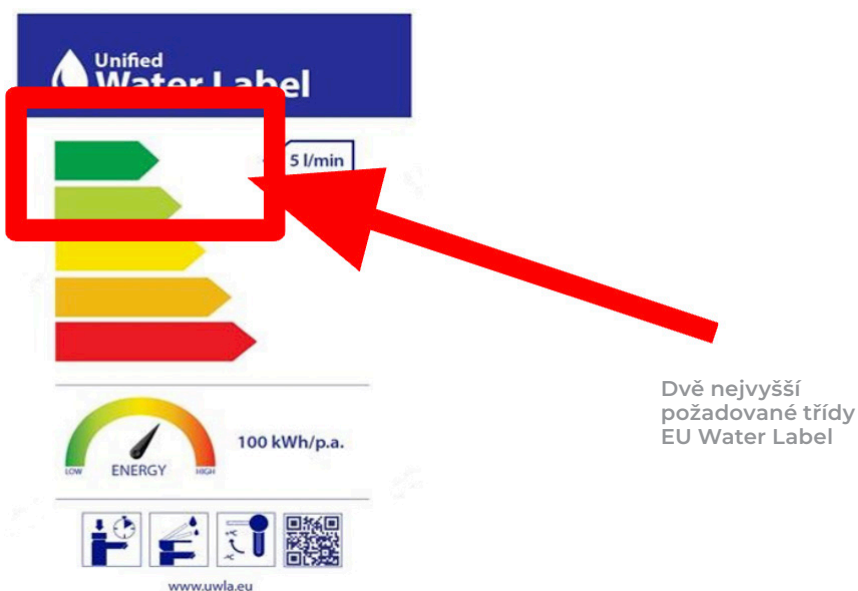 Unified
Water Label
5 l/min
100 kWh/p.a.
LOW
ENERGY
HIGH
www.uwla.eu
Dvě nejvyšší
požadované třídy
EU Water Label